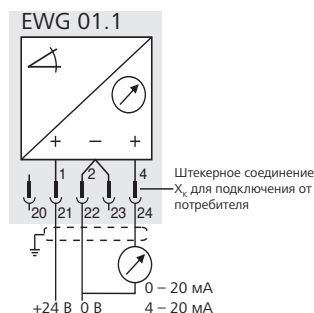 EWG 01.1
+ − +
1 2 4
Штекерное соединение
Xк для подключения от
потребителя
20 21 22 23 24
0 – 20 мА
+24 В 0 В 4 – 20 мА